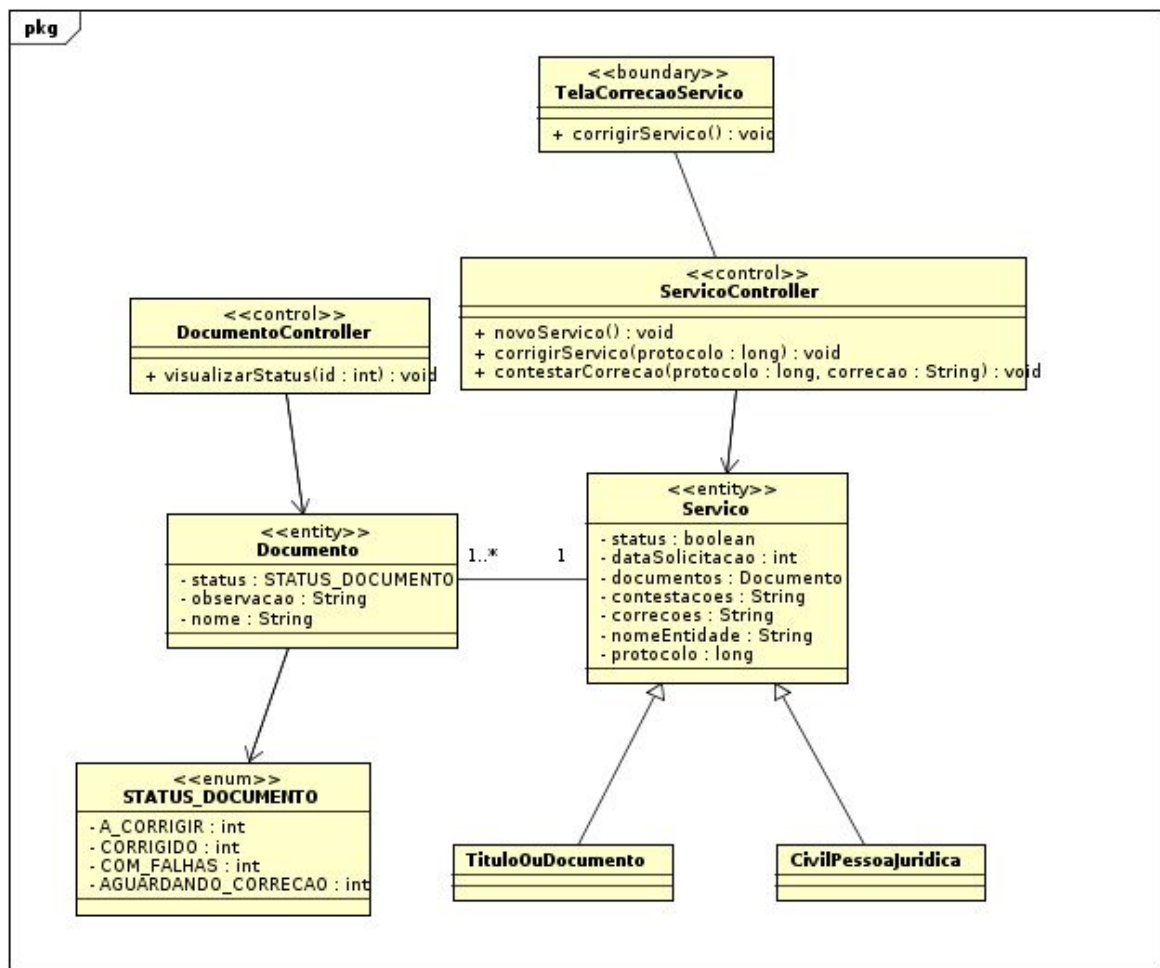 pkg
<<boundary>>
TelaCorrecaoServico
+ corrigirServico() : void
<<control>>
ServicoController
+ novoServico() : void
+ corrigirServico(protocolo : long) : void
+ contestarCorrecao(protocolo : long, correcao : String) : void
<<control>>
DocumentoController
+ visualizarStatus(id : int) : void
<<entity>>
Documento
- status : STATUS_DOCUMENTO
- observacao : String
- nome : String
1..*
1
<<entity>>
Servico
- status : boolean
- dataSolicitacao : int
- documentos : Documento
- contestacoes : String
- correcoes : String
- nomeEntidade : String
- protocolo : long
<<enum>>
STATUS_DOCUMENTO
- A_CORRIGIR : int
- CORRIGIDO : int
- COM_FALHAS : int
- AGUARDANDO_CORRECAO : int
TituloOuDocumento
CivilPessoaJuridica